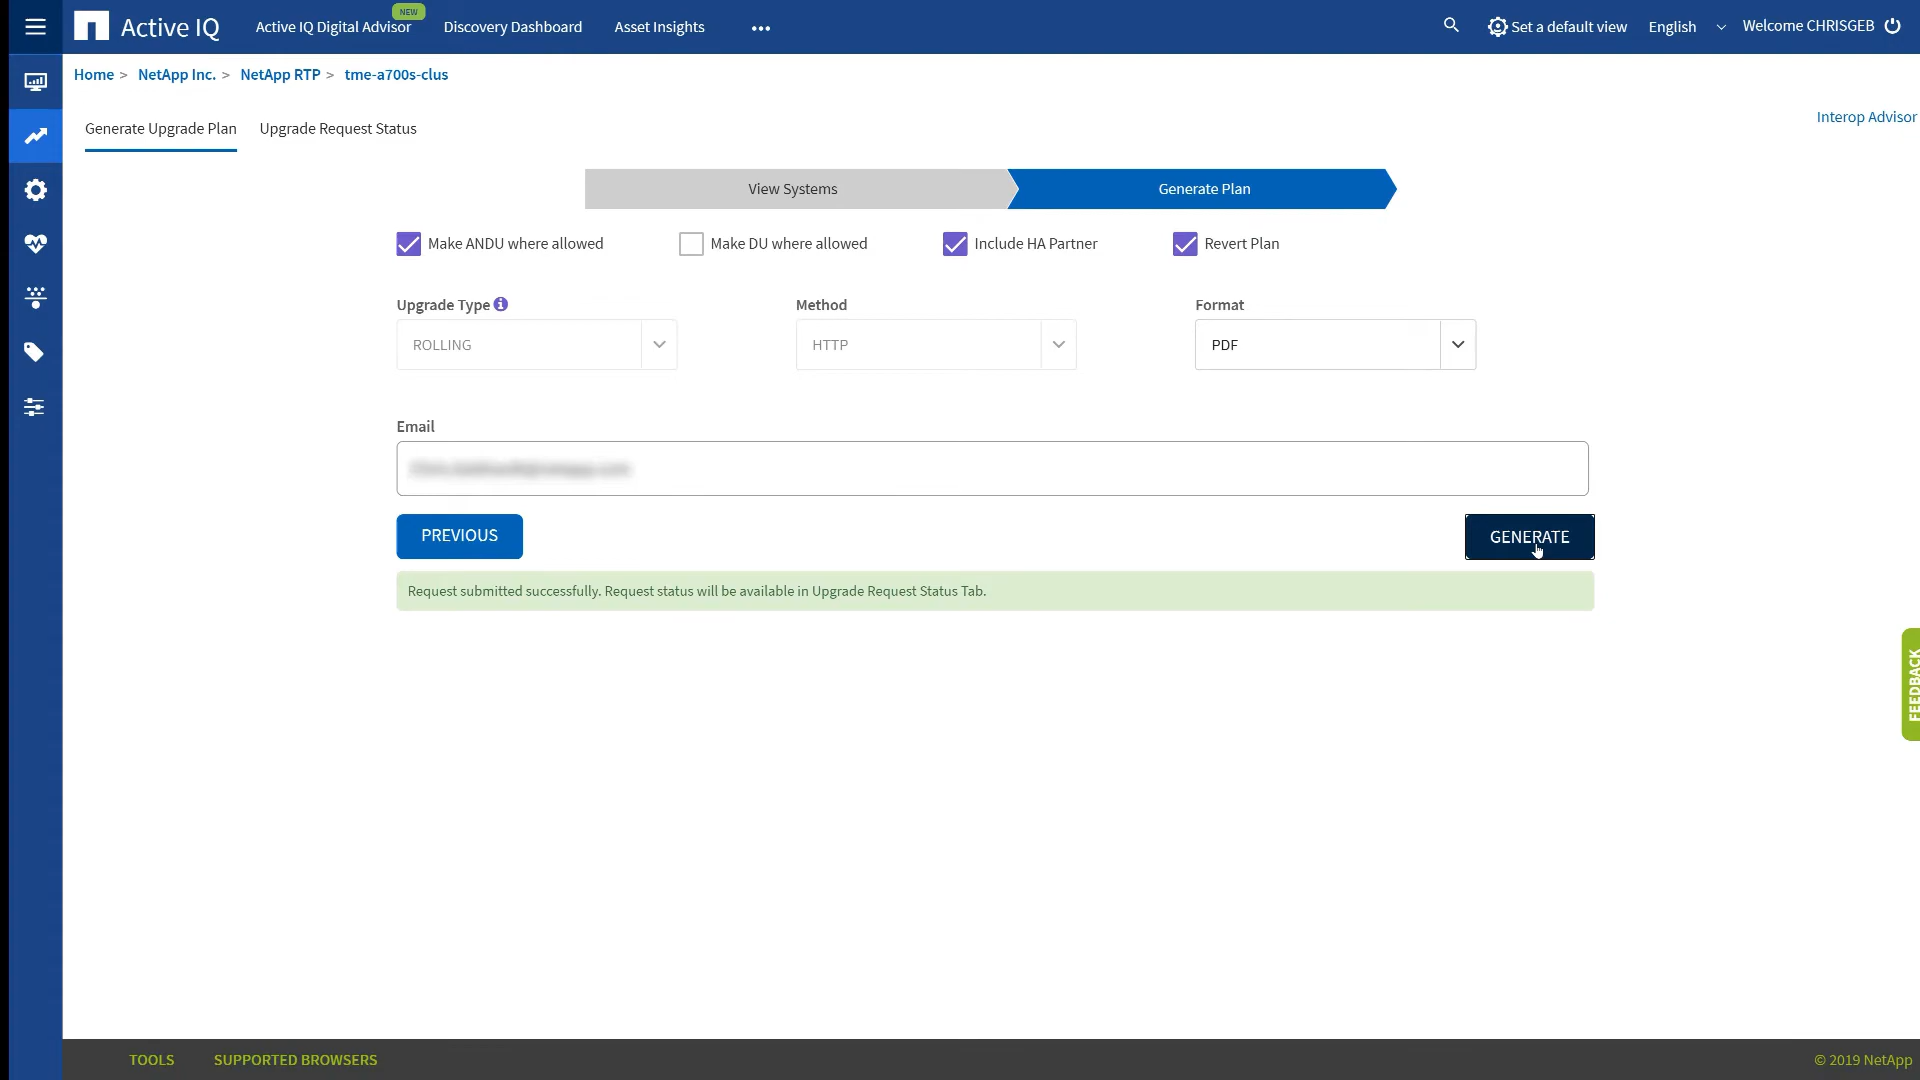 Active IQ
Active IQ Digital Advisor
NEW
Discovery Dashboard
Asset Insights
•••
Set a default view
English
Welcome CHRISGEB
Home > NetApp Inc. > NetApp RTP > tme-a700s-clus
Generate Upgrade Plan
Upgrade Request Status
Interop Advisor
View Systems
Generate Plan
Make ANDU where allowed
Make DU where allowed
Include HA Partner
Revert Plan
Upgrade Type i
Method
Format
ROLLING
HTTP
PDF
Email
PREVIOUS
GENERATE
Request submitted successfully. Request status will be available in Upgrade Request Status Tab.
FEEDBACK
TOOLS
SUPPORTED BROWSERS
© 2019 NetApp